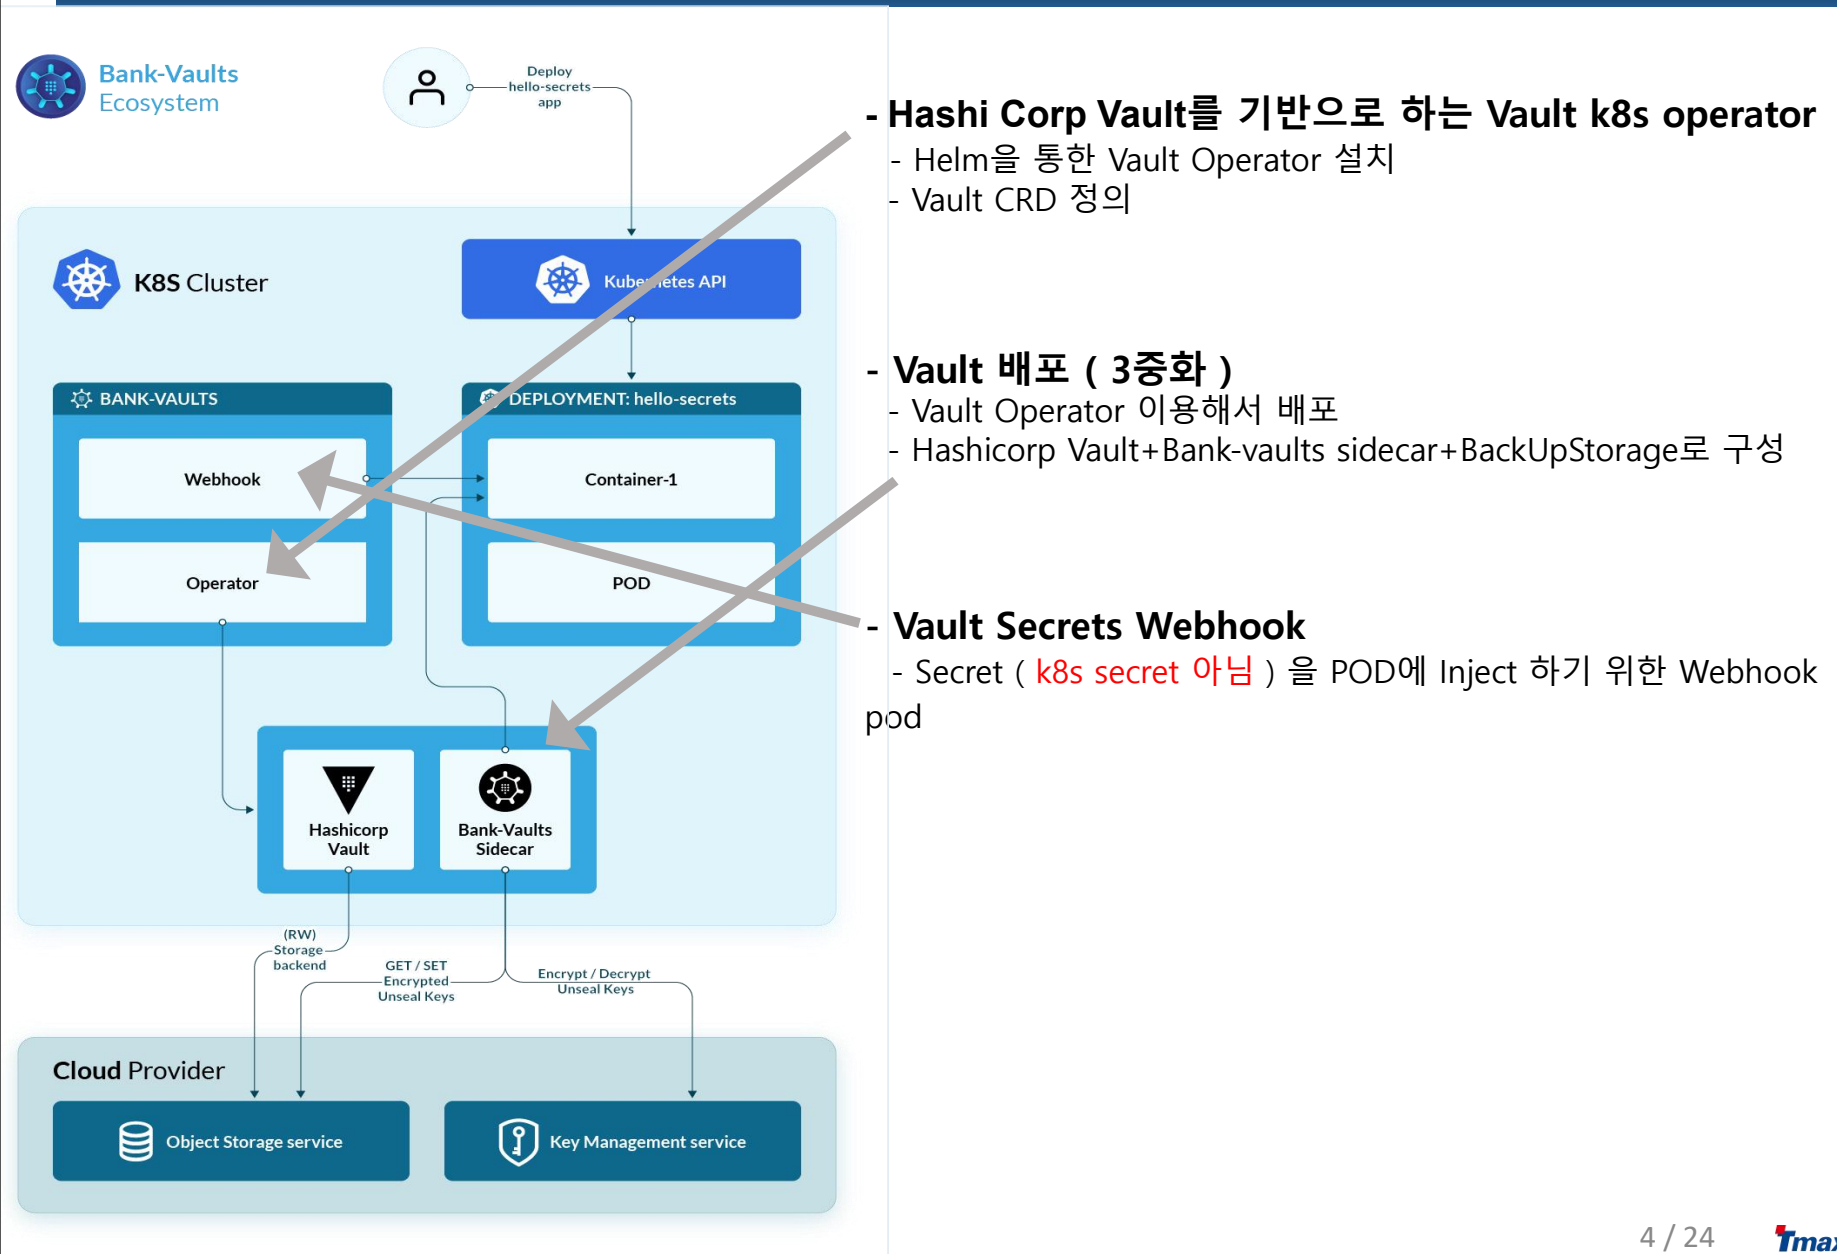 Bank-Vaults
Ecosystem
Deploy
hello-secrets
app
K8S Cluster
Kubernetes API
BANK-VAULTS
Webhook
Operator
DEPLOYMENT: hello-secrets
Container-1
POD
Hashicorp
Vault
Bank-Vaults
Sidecar
(RW)
Storage
backend
GET / SET
Encrypted
Unseal Keys
Encrypt / Decrypt
Unseal Keys
Cloud Provider
Object Storage service
Key Management service
- Hashi Corp Vault를 기반으로 하는 Vault k8s operator
- Helm을 통한 Vault Operator 설치
- Vault CRD 정의
- Vault 배포 ( 3중화 )
- Vault Operator 이용해서 배포
- Hashicorp Vault+Bank-vaults sidecar+BackUpStorage로 구성
- Vault Secrets Webhook
- Secret ( k8s secret 아님 ) 을 POD에 Inject 하기 위한 Webhook
pod
4 / 24
Tmax